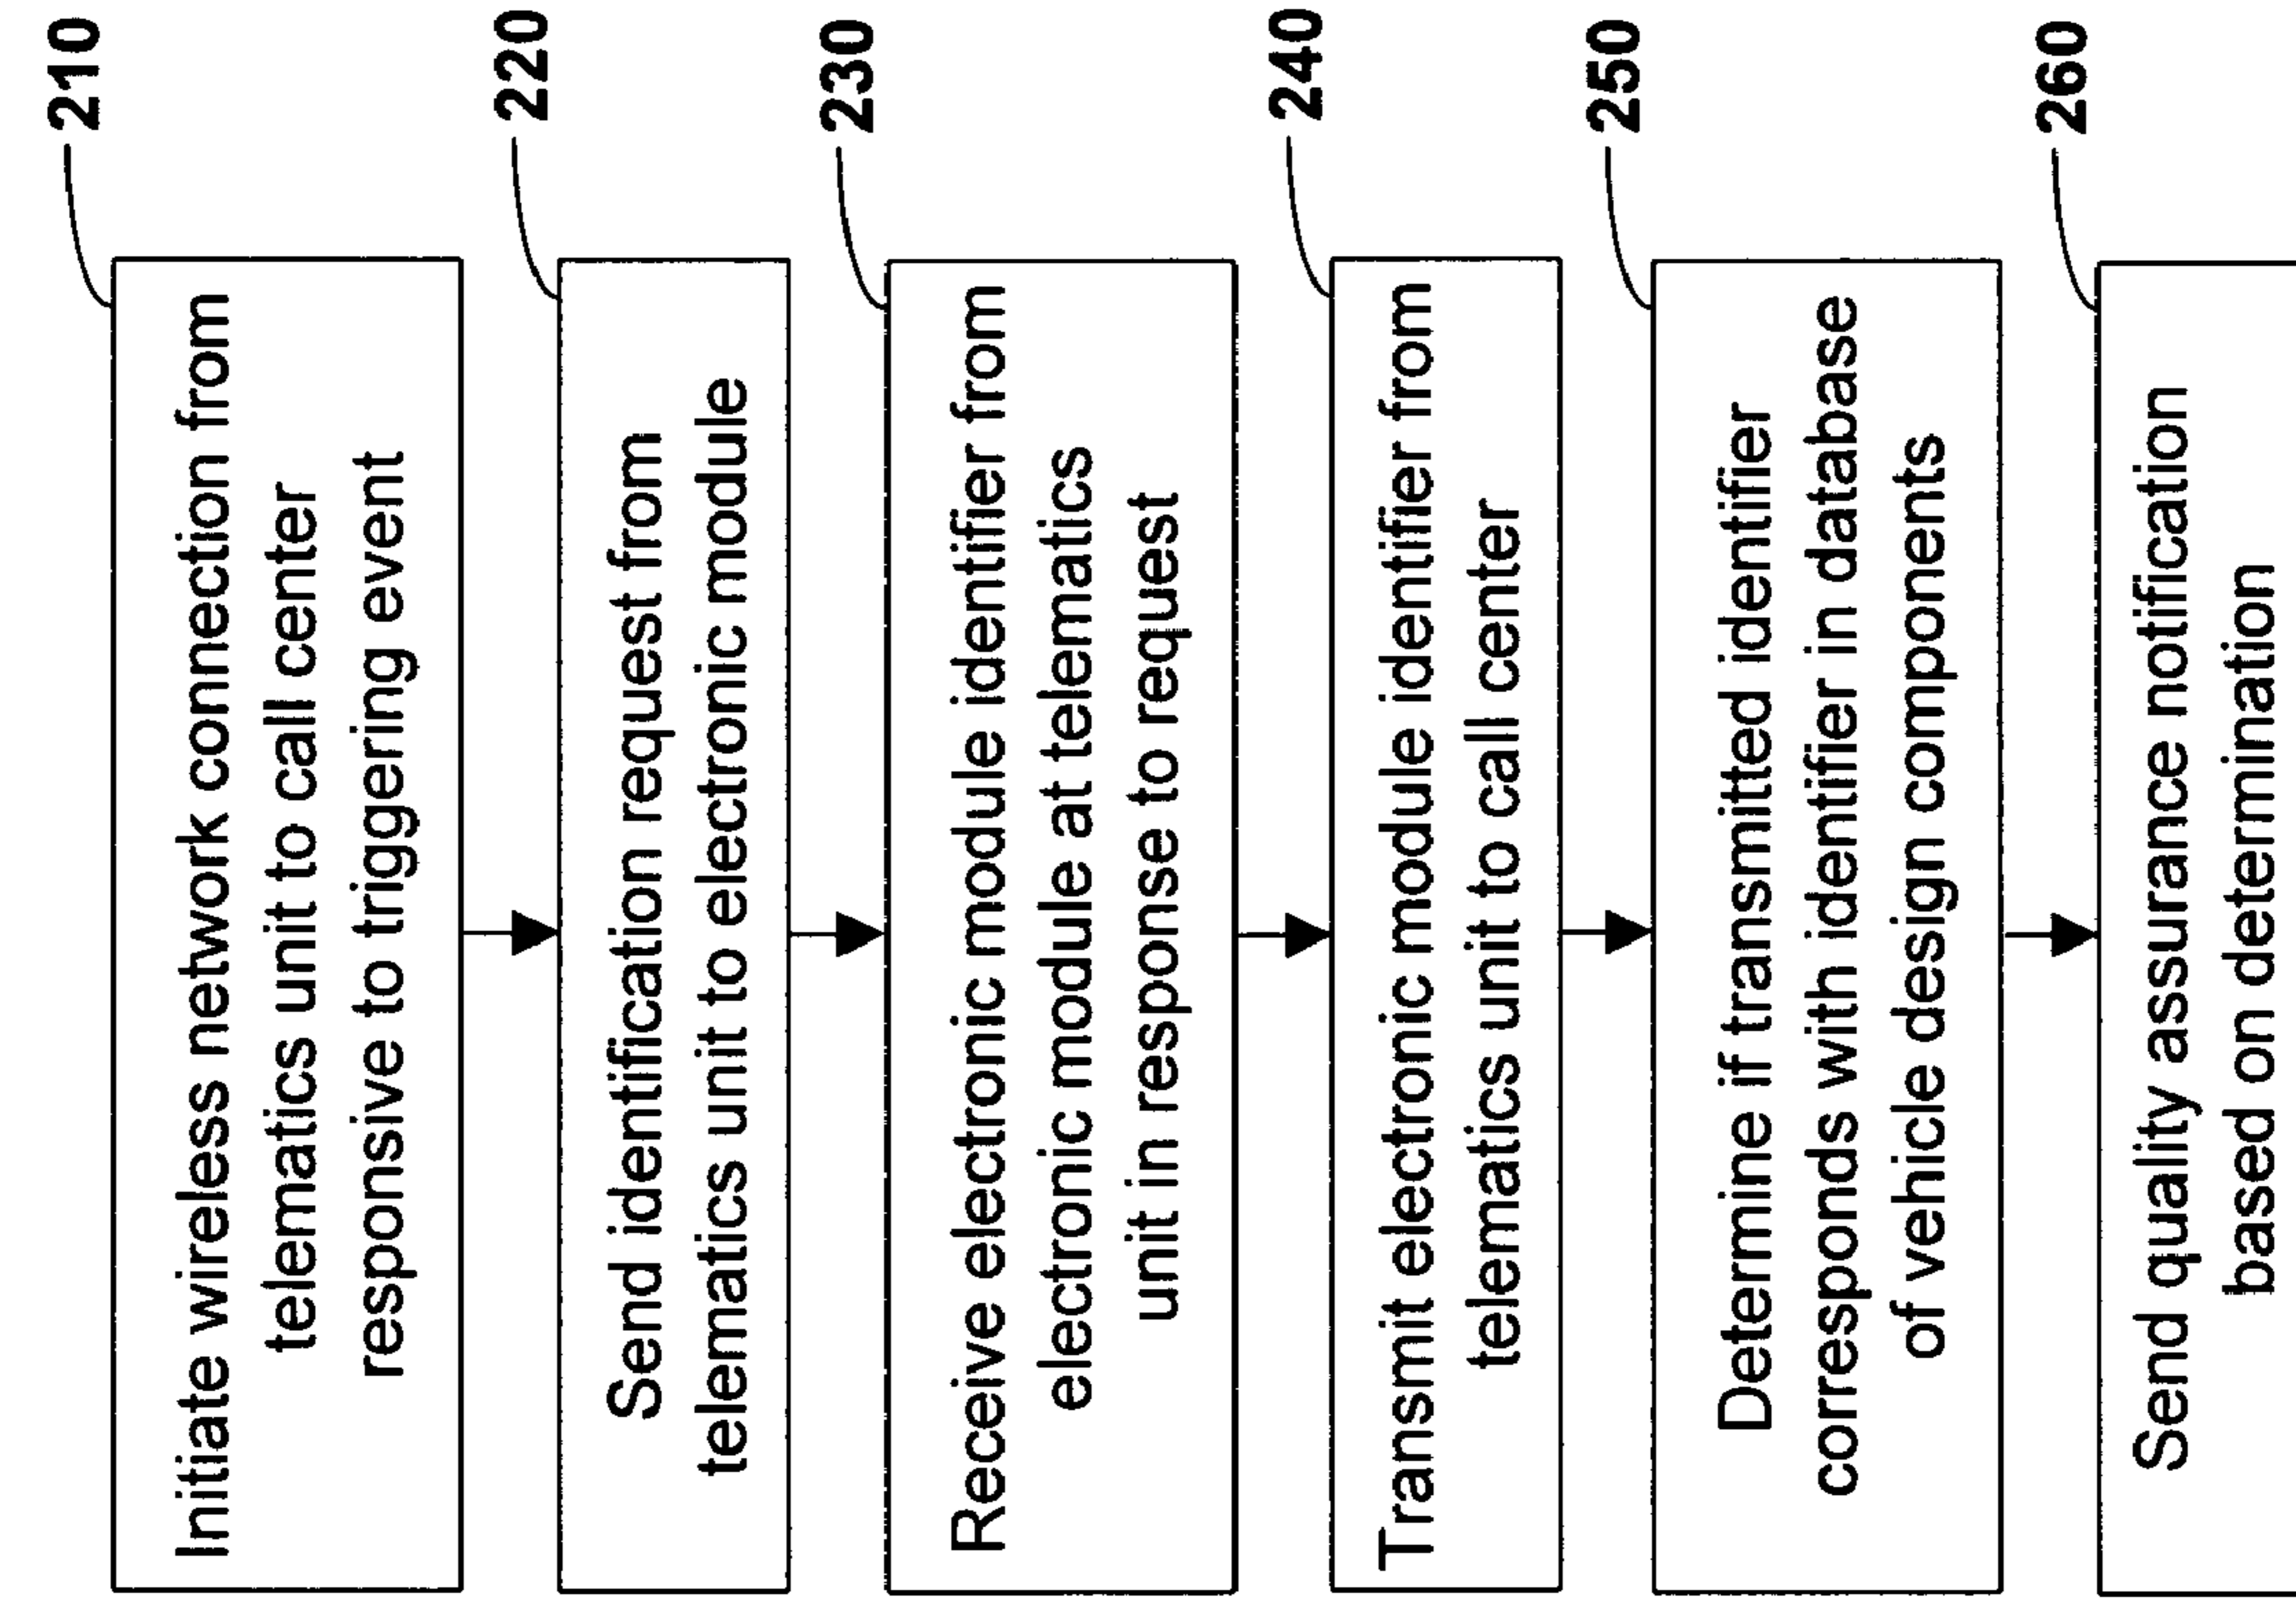 210
Initiate wireless network connection from
telematics unit to call center
responsive to triggering event
220
Send identification request from
telematics unit to electronic module
230
Receive electronic module identifier from
electronic module at telematics
unit in response to request
240
Transmit electronic module identifier from
telematics unit to call center
250
Determine if transmitted identifier
corresponds with identifier in database
of vehicle design components
260
Send quality assurance notification
based on determination